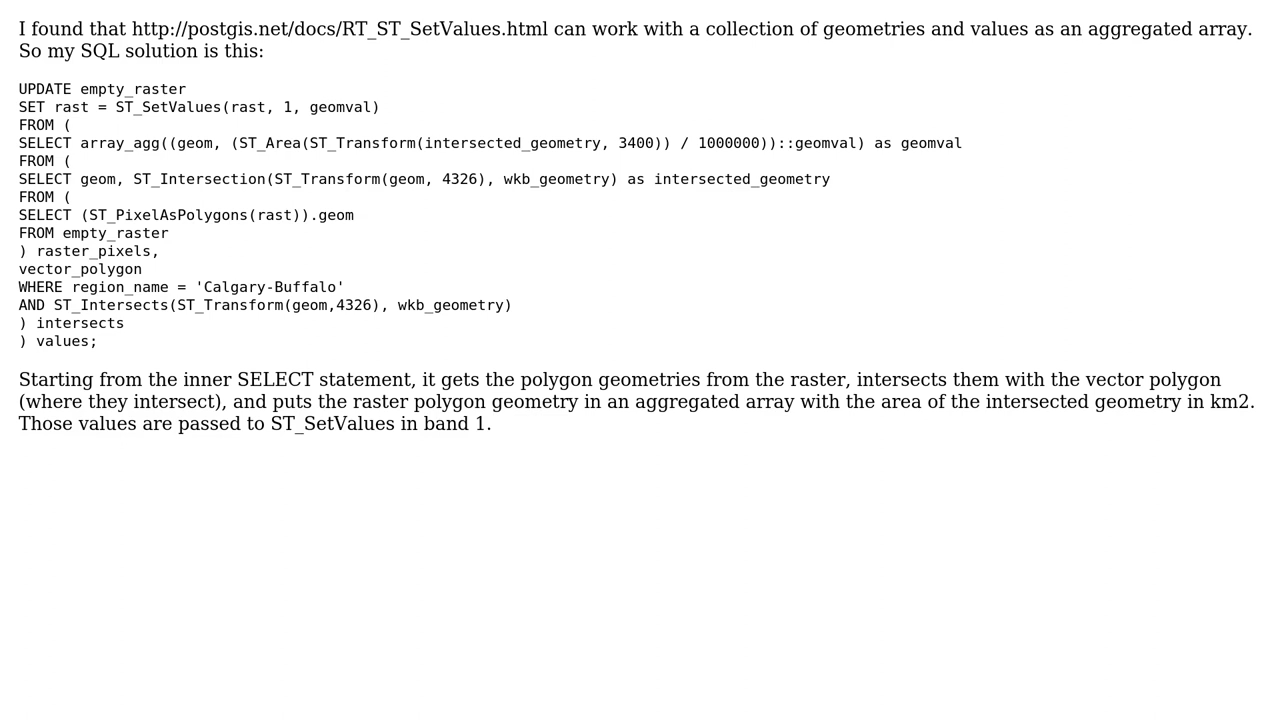 I found that http://postgis.net/docs/RT_ST_SetValues.html can work with a collection of geometries and values as an aggregated array.
So my SQL solution is this:
UPDATE empty_raster
SET rast = ST_SetValues(rast, 1, geomval)
FROM (
SELECT array_agg((geom, (ST_Area(ST_Transform(intersected_geometry, 3400)) / 1000000))::geomval) as geomval
FROM (
SELECT geom, ST_Intersection(ST_Transform(geom, 4326), wkb_geometry) as intersected_geometry
FROM (
SELECT (ST_PixelAsPolygons(rast)).geom
FROM empty_raster
) raster_pixels,
vector_polygon
WHERE region_name = 'Calgary-Buffalo'
AND ST_Intersects(ST_Transform(geom,4326), wkb_geometry)
) intersects
) values;
Starting from the inner SELECT statement, it gets the polygon geometries from the raster, intersects them with the vector polygon
(where they intersect), and puts the raster polygon geometry in an aggregated array with the area of the intersected geometry in km2.
Those values are passed to ST_SetValues in band 1.